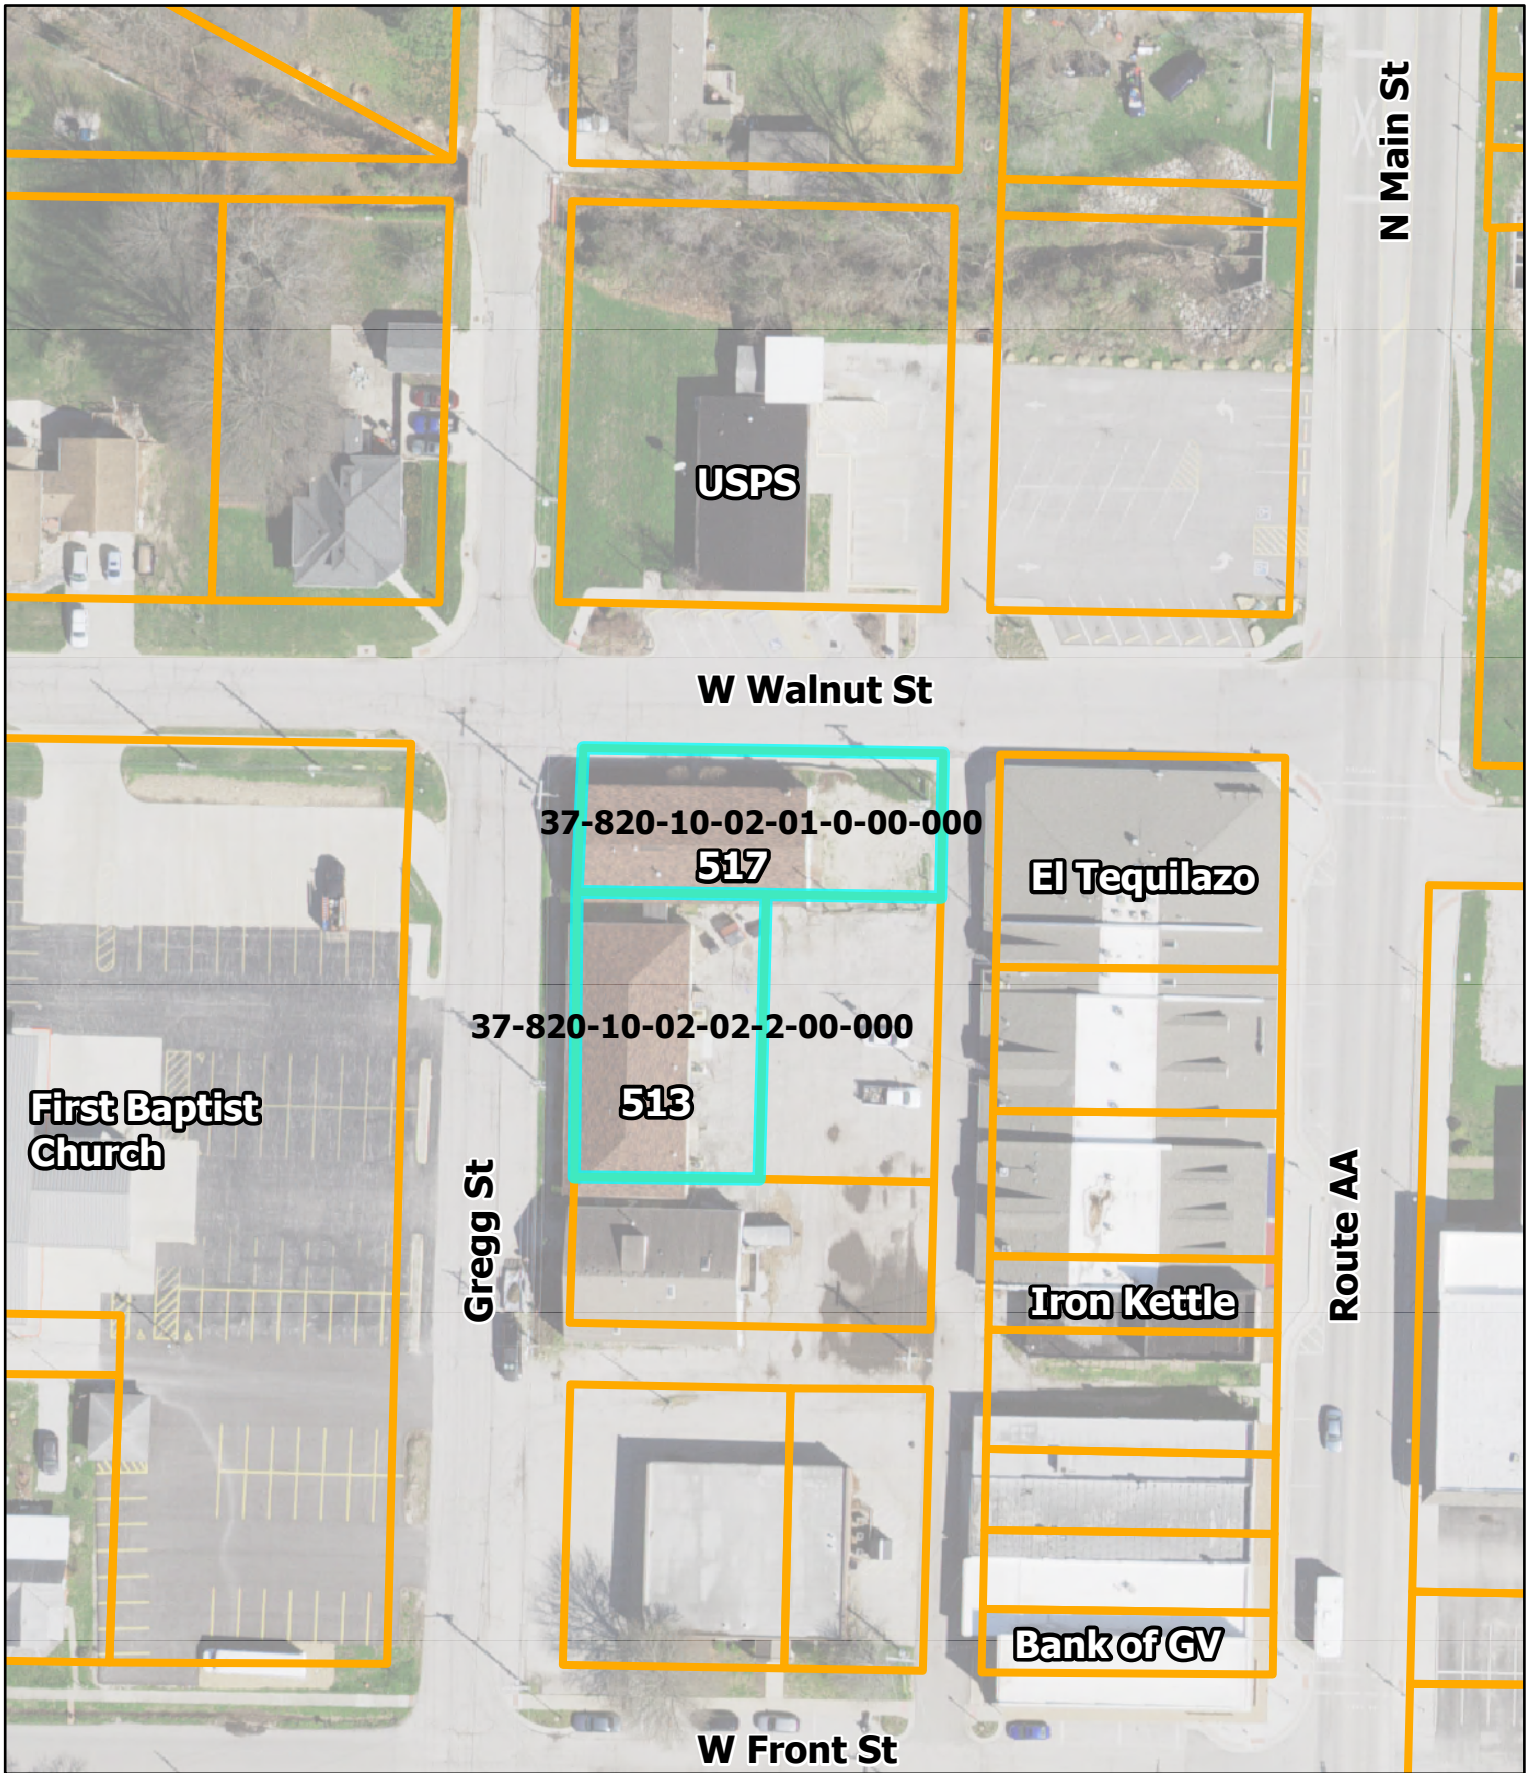 N Main St
USPS
W Walnut St
37-820-10-02-01-0-00-000
517
El Tequilazo
37-820-10-02-02-2-00-000
513
First Baptist
Church
Gregg St
Route AA
Iron Kettle
Bank of GV
W Front St